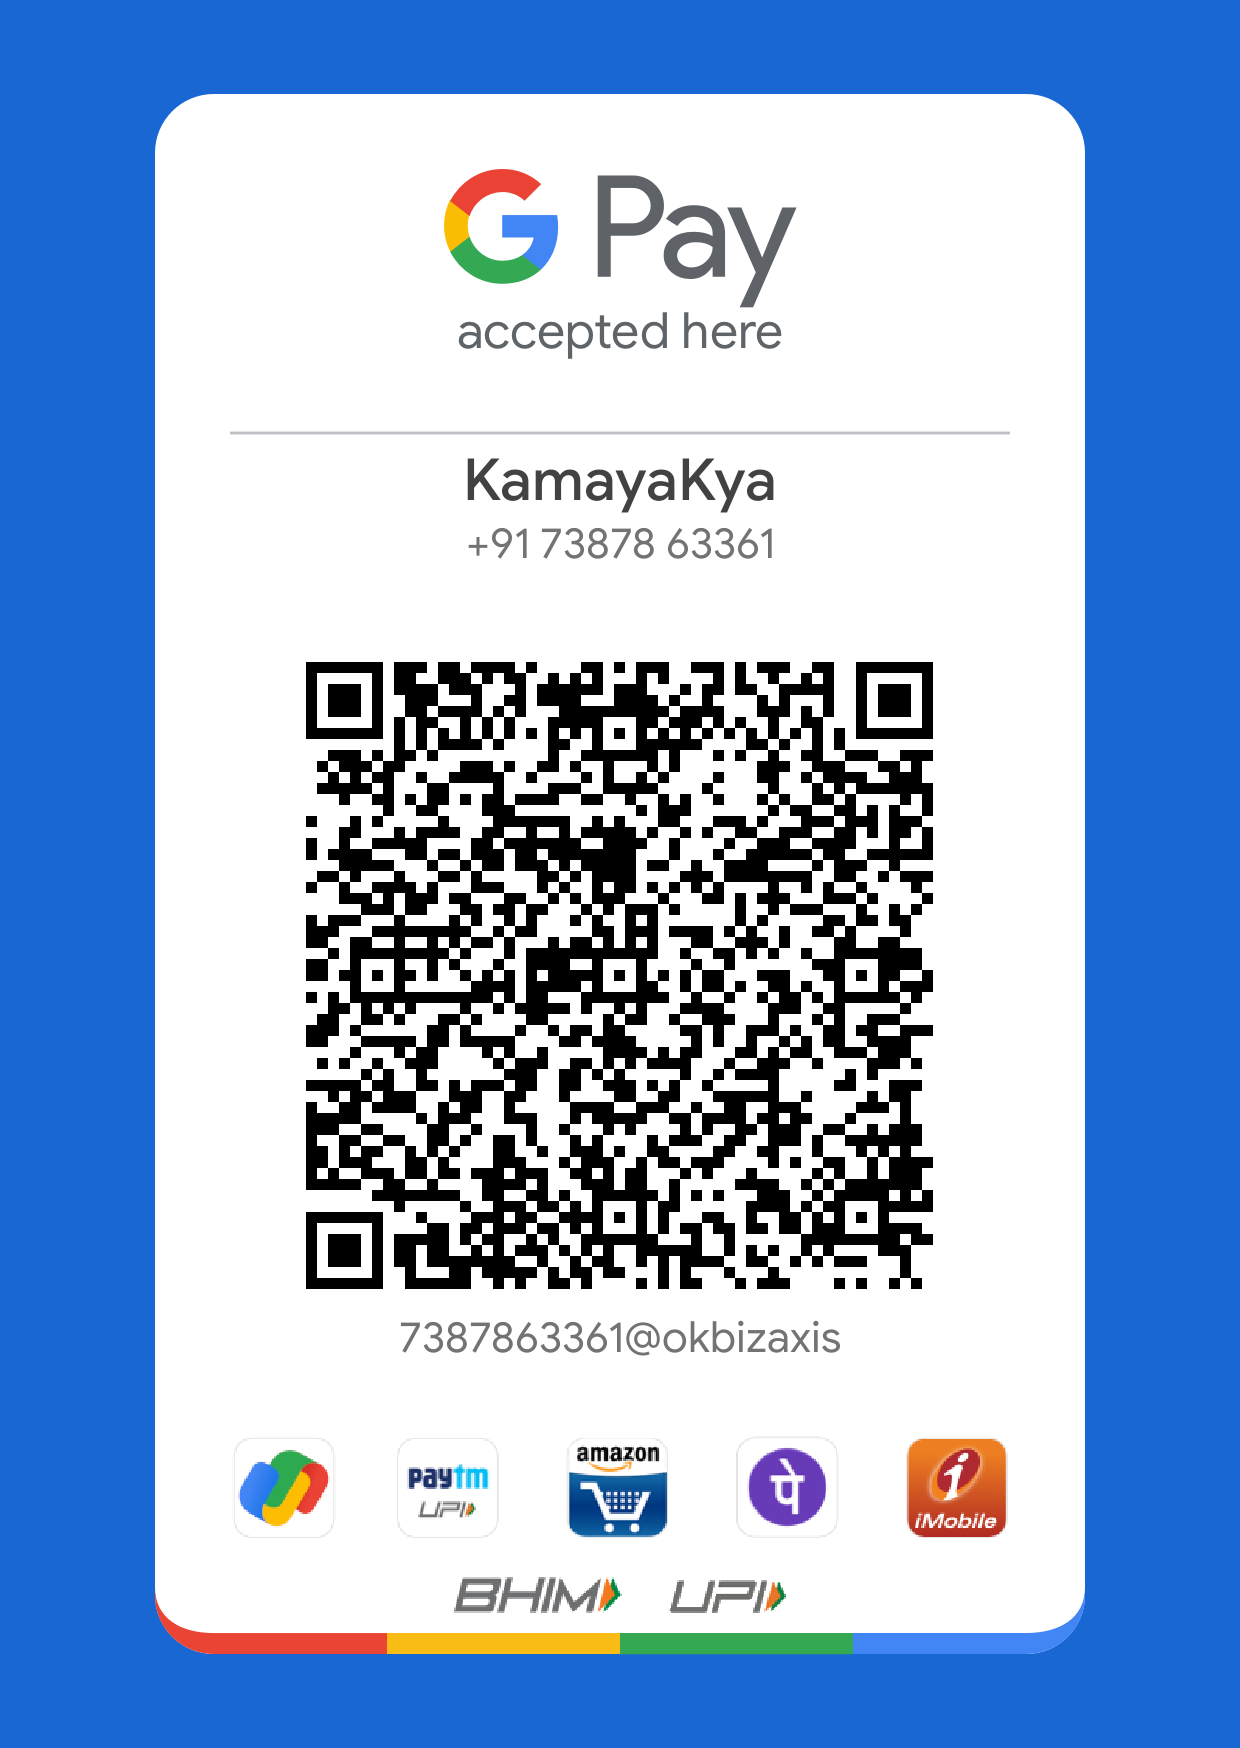 G Pay
accepted here
KamayaKya
+91 73878 63361
7387863361@okbizaxis
paytm
UPI
amazon
पे
i
iMobile
BHIM UPI